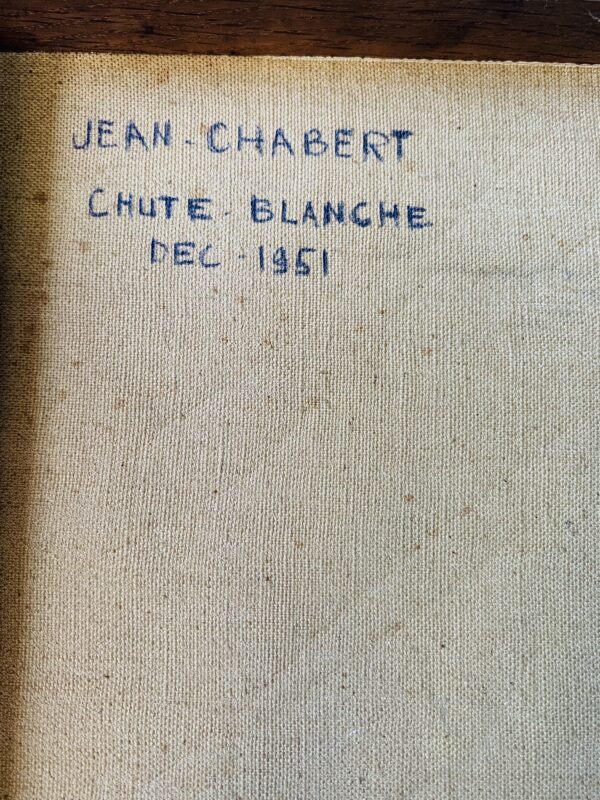 JEAN - CHABERT
CHUTE - BLANCHE
DEC - 1951